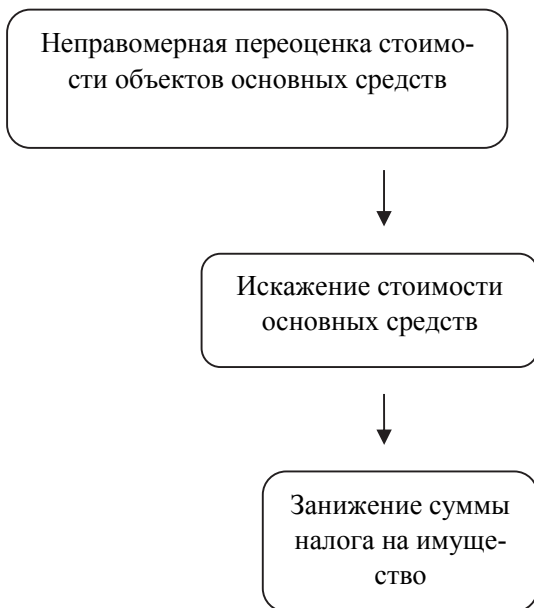 Неправомерная переоценка стоимо-
сти объектов основных средств
Искажение стоимости
основных средств
Занижение суммы
налога на имуще-
ство